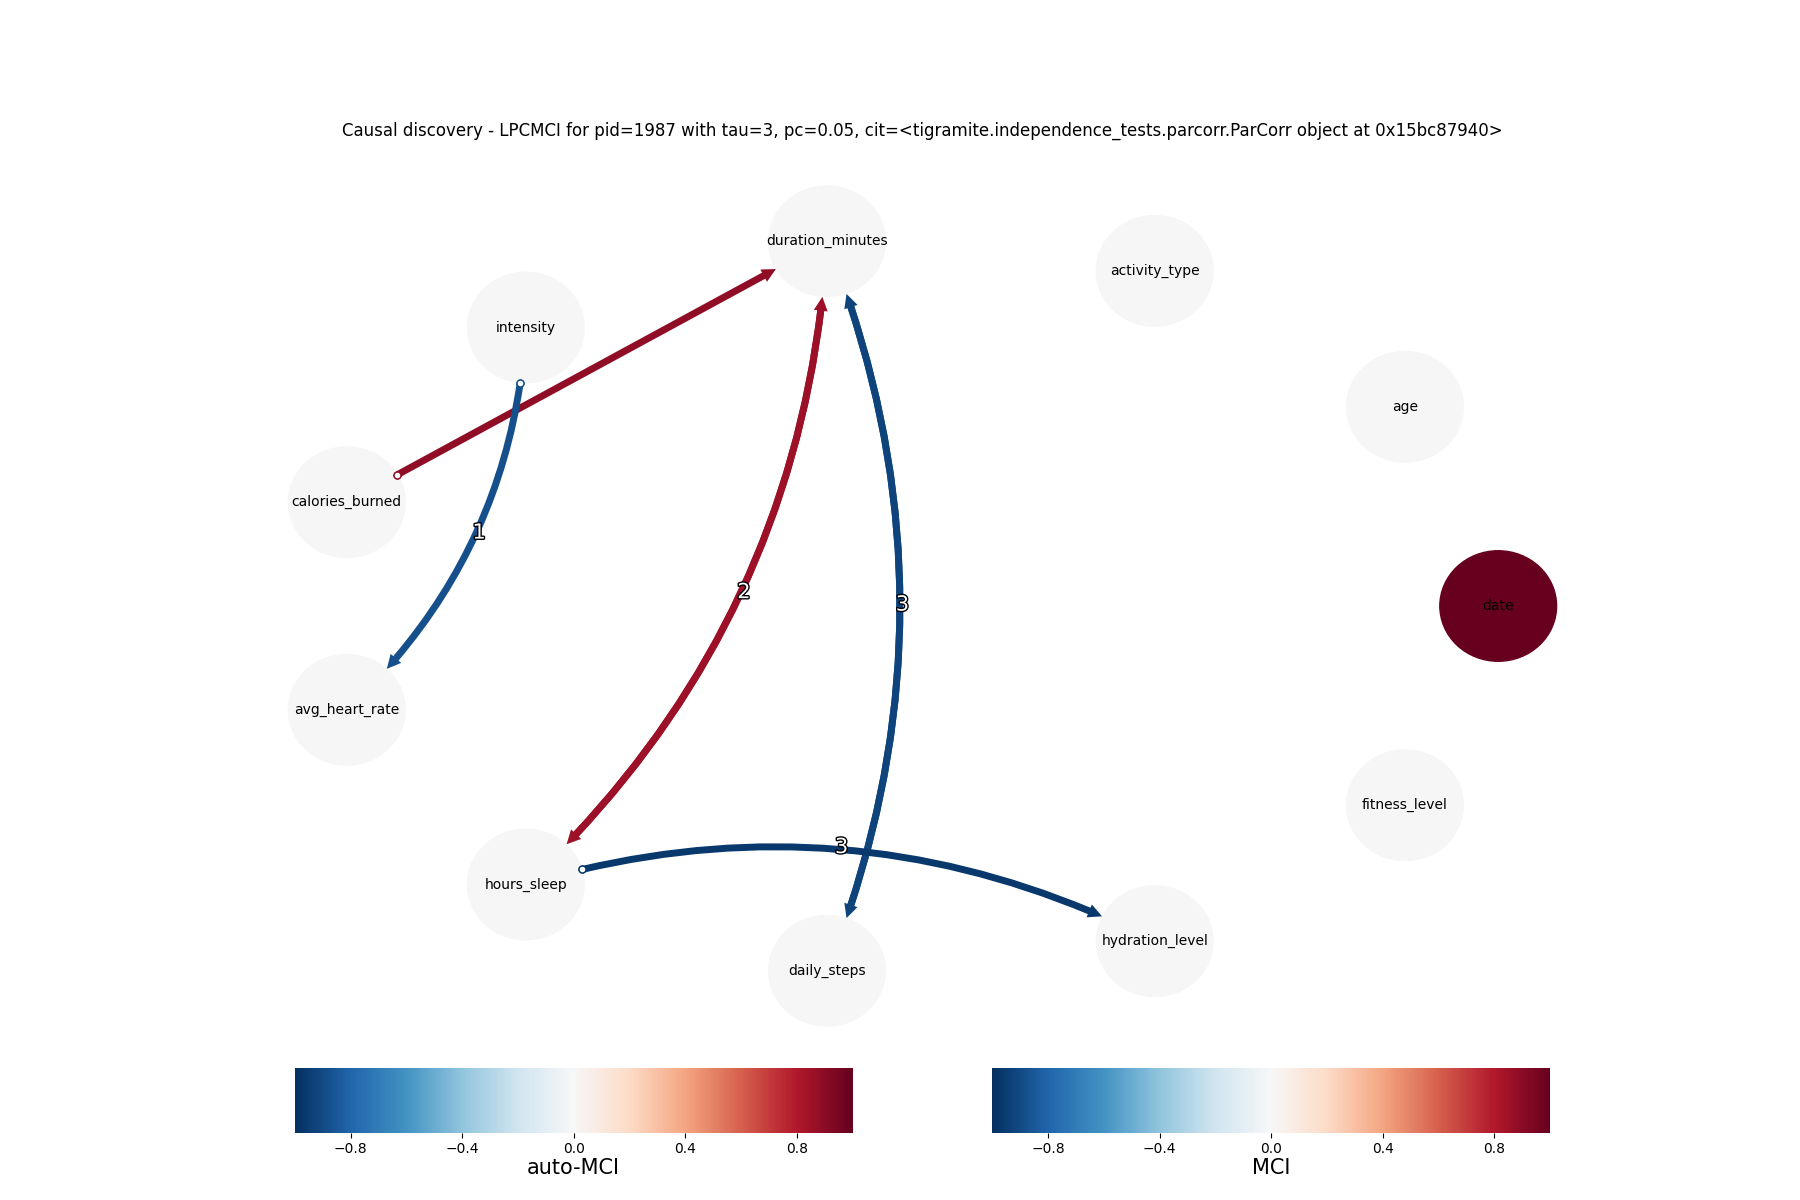 Causal discovery - LPCMCI for pid=1987 with tau=3, pc=0.05, cit=<tigramite.independence_tests.parcorr.ParCorr object at 0x15bc87940>
duration_minutes
activity_type
intensity
age
calories_burned
1
2
3
date
avg_heart_rate
fitness_level
3
hours_sleep
hydration_level
daily_steps
−0.8 −0.4 0.0 0.4 0.8
auto-MCI
−0.8 −0.4 0.0 0.4 0.8
MCI